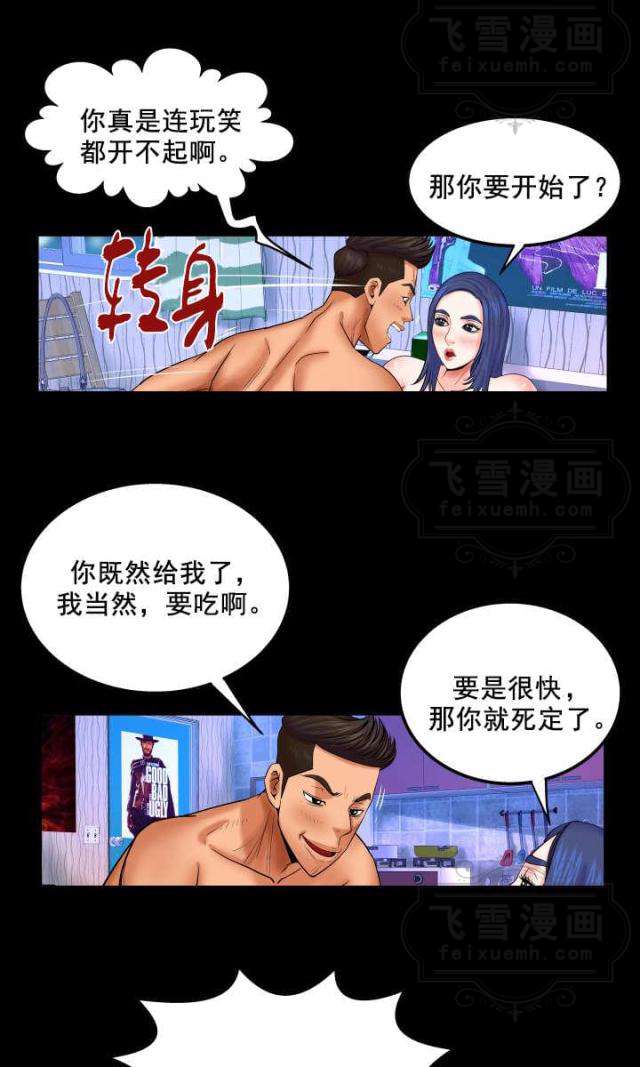 飞雪漫画
feixuemh.com
你真是连玩笑
都开不起啊。
那你要开始了？
转身
UN FILM DE LUC B
飞雪漫画
feixuemh.com
你既然给我了，
我当然，要吃啊。
要是很快，
那你就死定了。
GOOD
BAD
UGLY
飞雪漫画
feixuemh.com